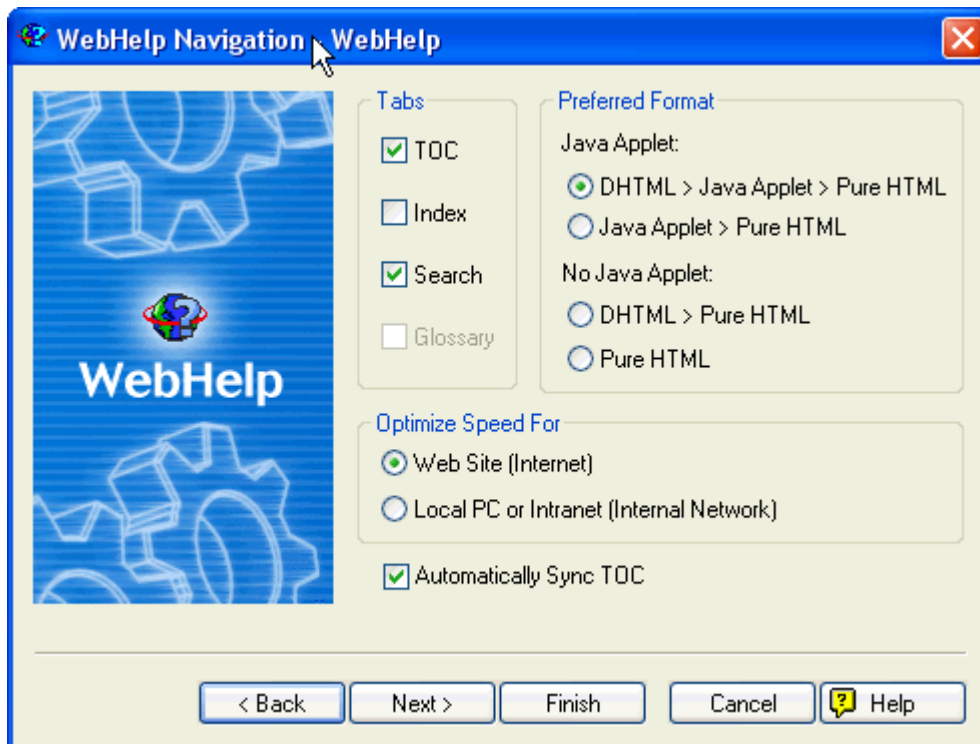 WebHelp Navigation WebHelp
WebHelp
Tabs
TOC
Index
Search
Glossary
Preferred Format
Java Applet:
DHTML > Java Applet > Pure HTML
Java Applet > Pure HTML
No Java Applet:
DHTML > Pure HTML
Pure HTML
Optimize Speed For
Web Site (Internet)
Local PC or Intranet (Internal Network)
Automatically Sync TOC
< Back
Next >
Finish
Cancel
? Help